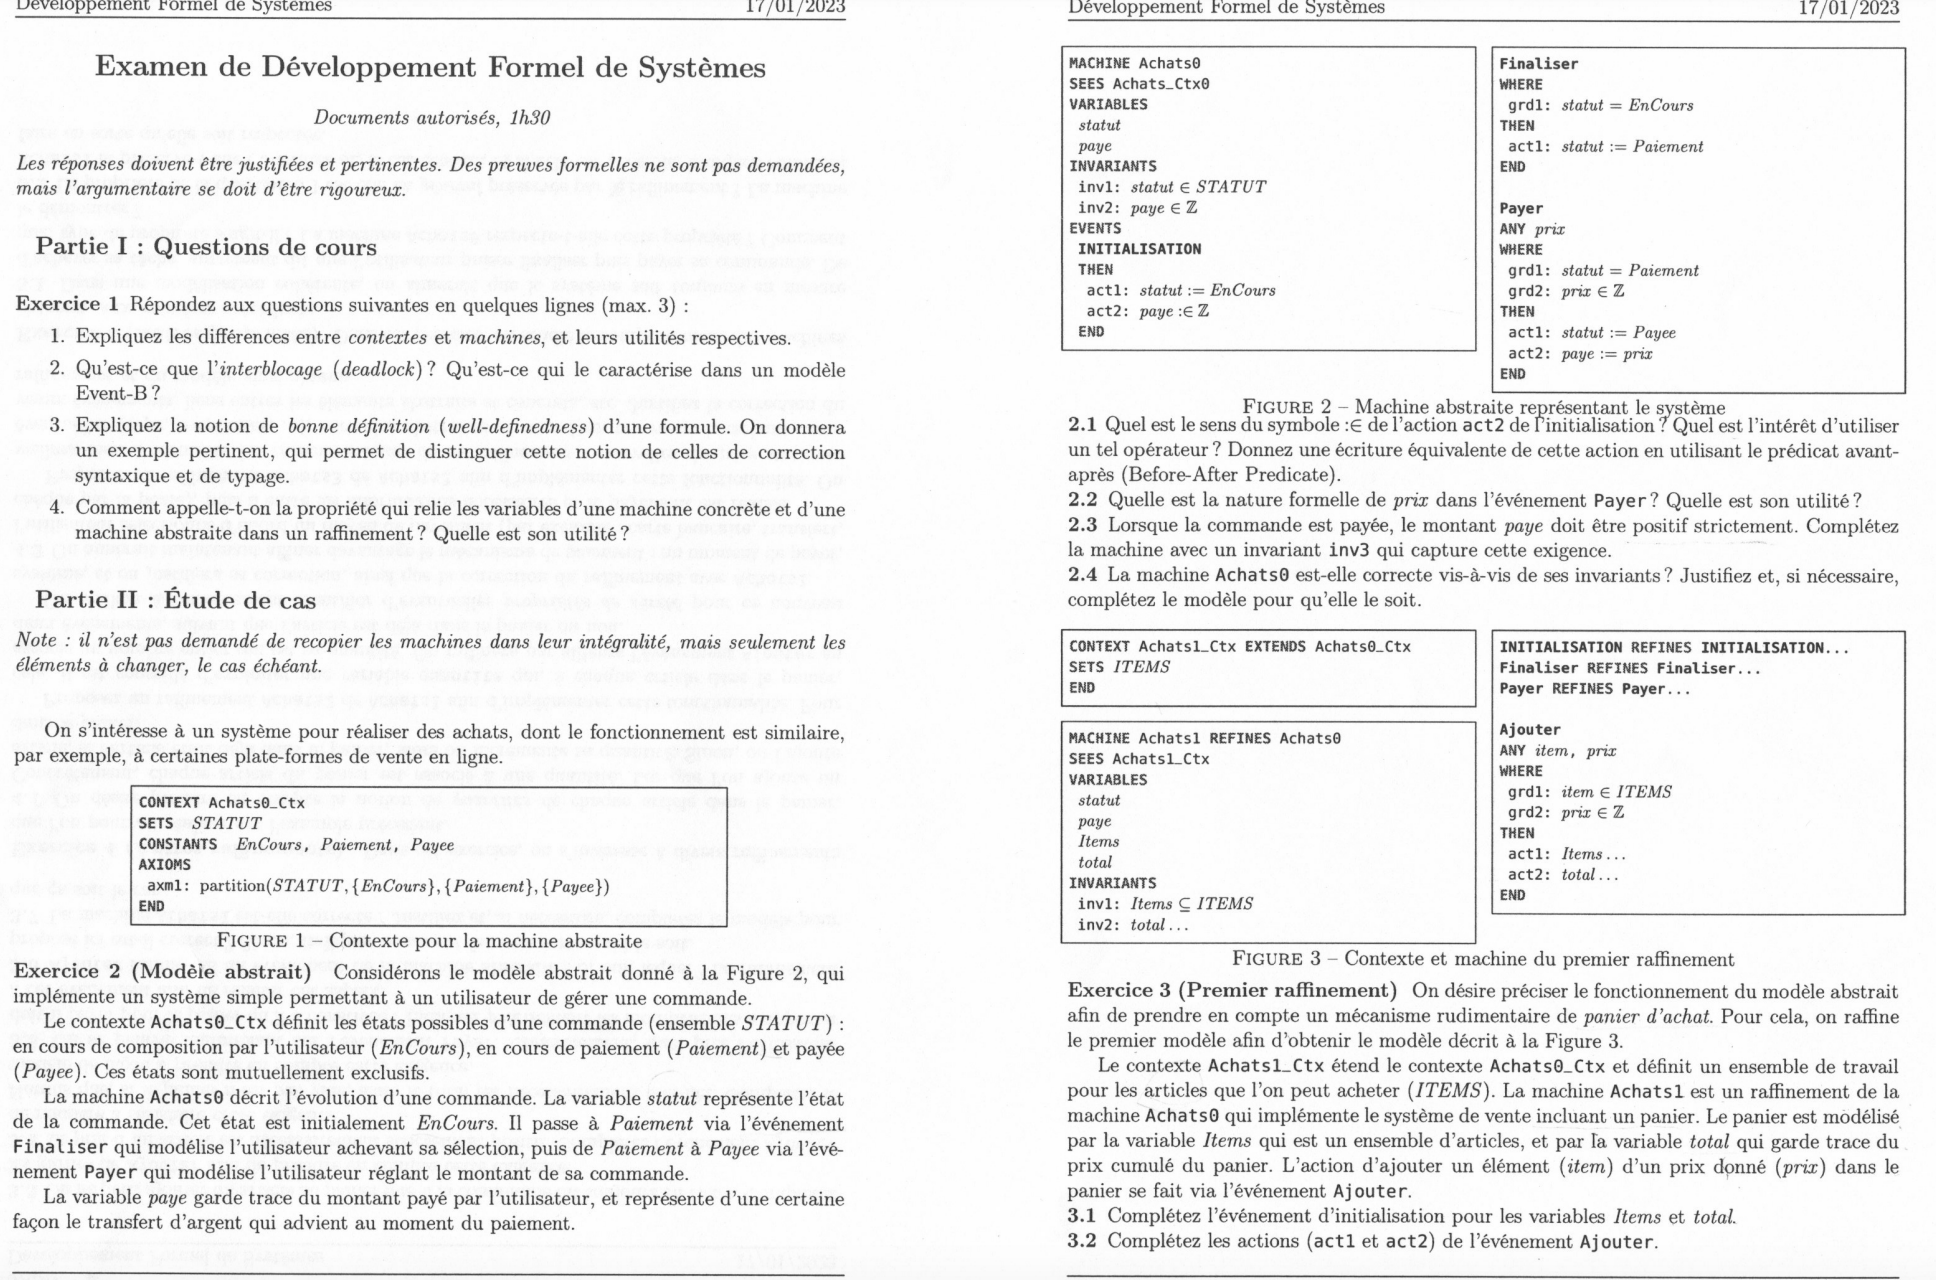 Développement Formel de Systèmes 17/01/2023
Examen de Développement Formel de Systèmes
Documents autorisés, 1h30
Les réponses doivent être justifiées et pertinentes. Des preuves formelles ne sont pas demandées,
mais l'argumentaire se doit d'être rigoureux.
Partie I : Questions de cours
Exercice 1 Répondez aux questions suivantes en quelques lignes (max. 3) :
1. Expliquez les différences entre contextes et machines, et leurs utilités respectives.
2. Qu'est-ce que l'interblocage (deadlock) ? Qu'est-ce qui le caractérise dans un modèle
Event-B ?
3. Expliquez la notion de bonne définition (well-definedness) d'une formule. On donnera
un exemple pertinent, qui permet de distinguer cette notion de celles de correction
syntaxique et de typage.
4. Comment appelle-t-on la propriété qui relie les variables d'une machine concrète et d'une
machine abstraite dans un raffinement ? Quelle est son utilité ?
Partie II : Étude de cas
Note : il n'est pas demandé de recopier les machines dans leur intégralité, mais seulement les
éléments à changer, le cas échéant.
On s'intéresse à un système pour réaliser des achats, dont le fonctionnement est similaire,
par exemple, à certaines plate-formes de vente en ligne.
CONTEXT Achats0_Ctx
SETS STATUT
CONSTANTS EnCours, Paiement, Payee
AXIOMS
axm1: partition(STATUT, {EnCours}, {Paiement}, {Payee})
END
FIGURE 1 – Contexte pour la machine abstraite
Exercice 2 (Modèle abstrait) Considérons le modèle abstrait donné à la Figure 2, qui
implémente un système simple permettant à un utilisateur de gérer une commande.
Le contexte Achats0_Ctx définit les états possibles d'une commande (ensemble STATUT) :
en cours de composition par l'utilisateur (EnCours), en cours de paiement (Paiement) et payée
(Payee). Ces états sont mutuellement exclusifs.
La machine Achats0 décrit l'évolution d'une commande. La variable statut représente l'état
de la commande. Cet état est initialement EnCours. Il passe à Paiement via l'événement
Finaliser qui modélise l'utilisateur achevant sa sélection, puis de Paiement à Payee via l'évé-
nement Payer qui modélise l'utilisateur réglant le montant de sa commande.
La variable paye garde trace du montant payé par l'utilisateur, et représente d'une certaine
façon le transfert d'argent qui advient au moment du paiement.
Développement Formel de Systèmes 17/01/2023
MACHINE Achats0
SEES Achats_Ctx0
VARIABLES
statut
paye
INVARIANTS
inv1: statut ∈ STATUT
inv2: paye ∈ ℤ
EVENTS
INITIALISATION
THEN
act1: statut := EnCours
act2: paye :∈ ℤ
END
Finaliser
WHERE
grd1: statut = EnCours
THEN
act1: statut := Paiement
END
Payer
ANY prix
WHERE
grd1: statut = Paiement
grd2: prix ∈ ℤ
THEN
act1: statut := Payee
act2: paye := prix
END
FIGURE 2 – Machine abstraite représentant le système
2.1 Quel est le sens du symbole :∈ de l'action act2 de l'initialisation ? Quel est l'intérêt d'utiliser
un tel opérateur ? Donnez une écriture équivalente de cette action en utilisant le prédicat avant-
après (Before-After Predicate).
2.2 Quelle est la nature formelle de prix dans l'événement Payer ? Quelle est son utilité ?
2.3 Lorsque la commande est payée, le montant paye doit être positif strictement. Complétez
la machine avec un invariant inv3 qui capture cette exigence.
2.4 La machine Achats0 est-elle correcte vis-à-vis de ses invariants ? Justifiez et, si nécessaire,
complétez le modèle pour qu'elle le soit.
CONTEXT Achats1_Ctx EXTENDS Achats0_Ctx
SETS ITEMS
END
MACHINE Achats1 REFINES Achats0
SEES Achats1_Ctx
VARIABLES
statut
paye
Items
total
INVARIANTS
inv1: Items ⊆ ITEMS
inv2: total...
INITIALISATION REFINES INITIALISATION...
Finaliser REFINES Finaliser...
Payer REFINES Payer...
Ajouter
ANY item, prix
WHERE
grd1: item ∈ ITEMS
grd2: prix ∈ ℤ
THEN
act1: Items...
act2: total...
END
FIGURE 3 – Contexte et machine du premier raffinement
Exercice 3 (Premier raffinement) On désire préciser le fonctionnement du modèle abstrait
afin de prendre en compte un mécanisme rudimentaire de panier d'achat. Pour cela, on raffine
le premier modèle afin d'obtenir le modèle décrit à la Figure 3.
Le contexte Achats1_Ctx étend le contexte Achats0_Ctx et définit un ensemble de travail
pour les articles que l'on peut acheter (ITEMS). La machine Achats1 est un raffinement de la
machine Achats0 qui implémente le système de vente incluant un panier. Le panier est modélisé
par la variable Items qui est un ensemble d'articles, et par la variable total qui garde trace du
prix cumulé du panier. L'action d'ajouter un élément (item) d'un prix donné (prix) dans le
panier se fait via l'événement Ajouter.
3.1 Complétez l'événement d'initialisation pour les variables Items et total.
3.2 Complétez les actions (act1 et act2) de l'événement Ajouter.